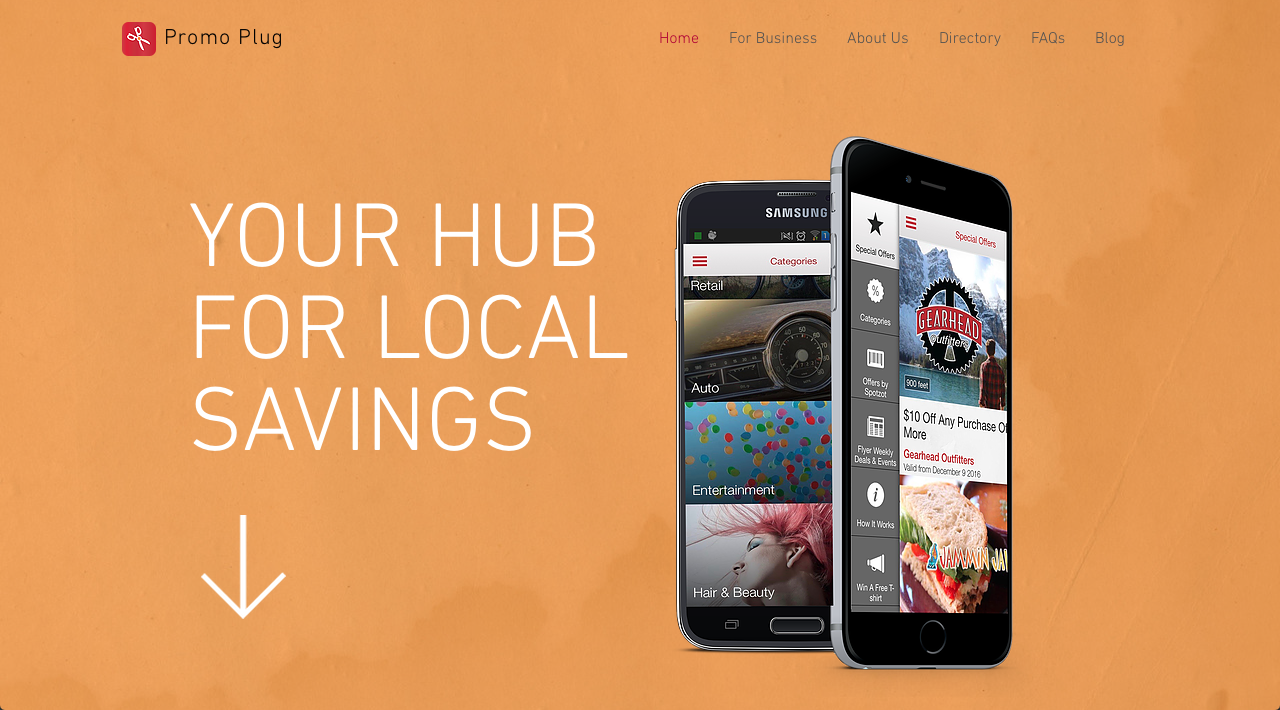 Promo Plug
Home
For Business
About Us
Directory
FAQs
Blog
YOUR HUB
FOR LOCAL
SAVINGS
SAMSUNG
Categories
Retail
Auto
Entertainment
Hair & Beauty
Special Offers
Categories
Offers by
Spotzot
Flyer Weekly
Deals & Events
How It Works
Win A Free T-
shirt
Special Offers
GEARHEAD
outfitters
900 feet
$10 Off Any Purchase Of
More
Gearhead Outfitters
Valid from December 9 2016
JAMMIN JA